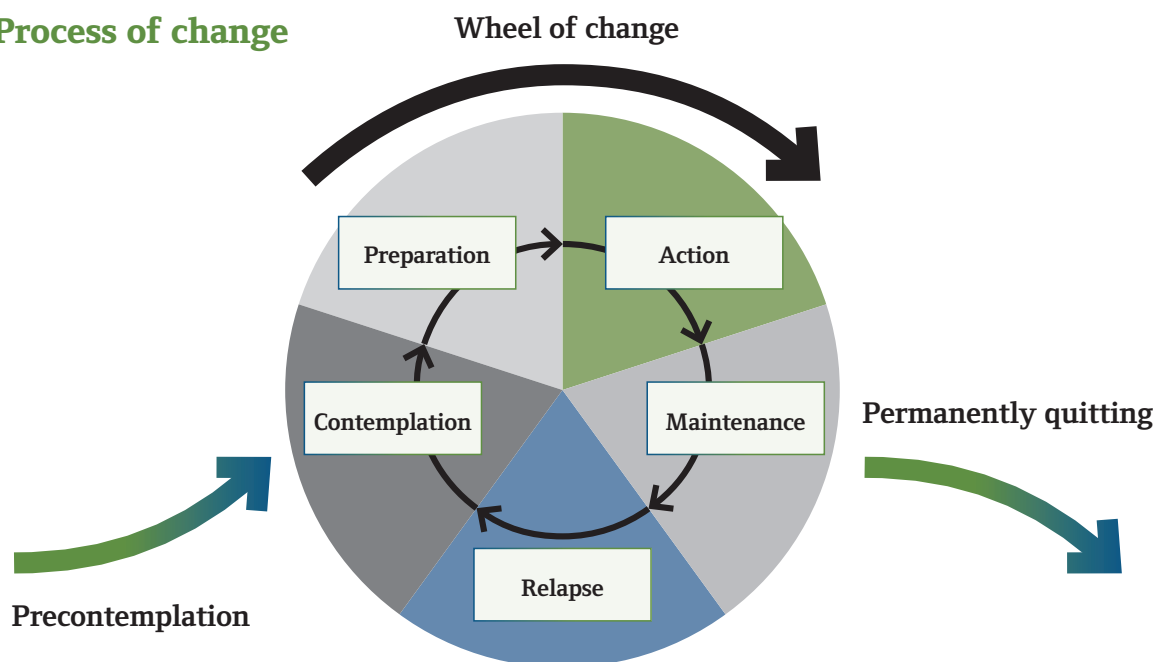 Process of change
Wheel of change
Preparation
Action
Contemplation
Maintenance
Permanently quitting
Relapse
Precontemplation